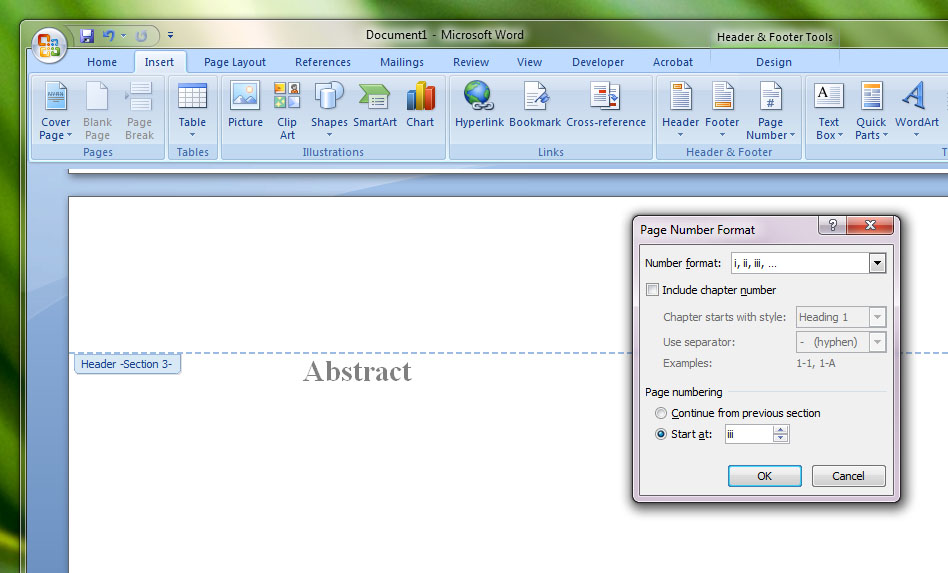 Document1 - Microsoft Word
Header & Footer Tools
Home Insert Page Layout References Mailings Review View Developer Acrobat Design
Cover Page Blank Page Page Break Table Picture Clip Art Shapes SmartArt Chart Hyperlink Bookmark Cross-reference Header Footer Page Number Text Box Quick Parts WordArt
Pages Tables Illustrations Links Header & Footer T
Header -Section 3-
Abstract
Page Number Format
Number format: i, ii, iii, ...
Include chapter number
Chapter starts with style: Heading 1
Use separator: - (hyphen)
Examples: 1-1, 1-A
Page numbering
Continue from previous section
Start at: iii
OK Cancel